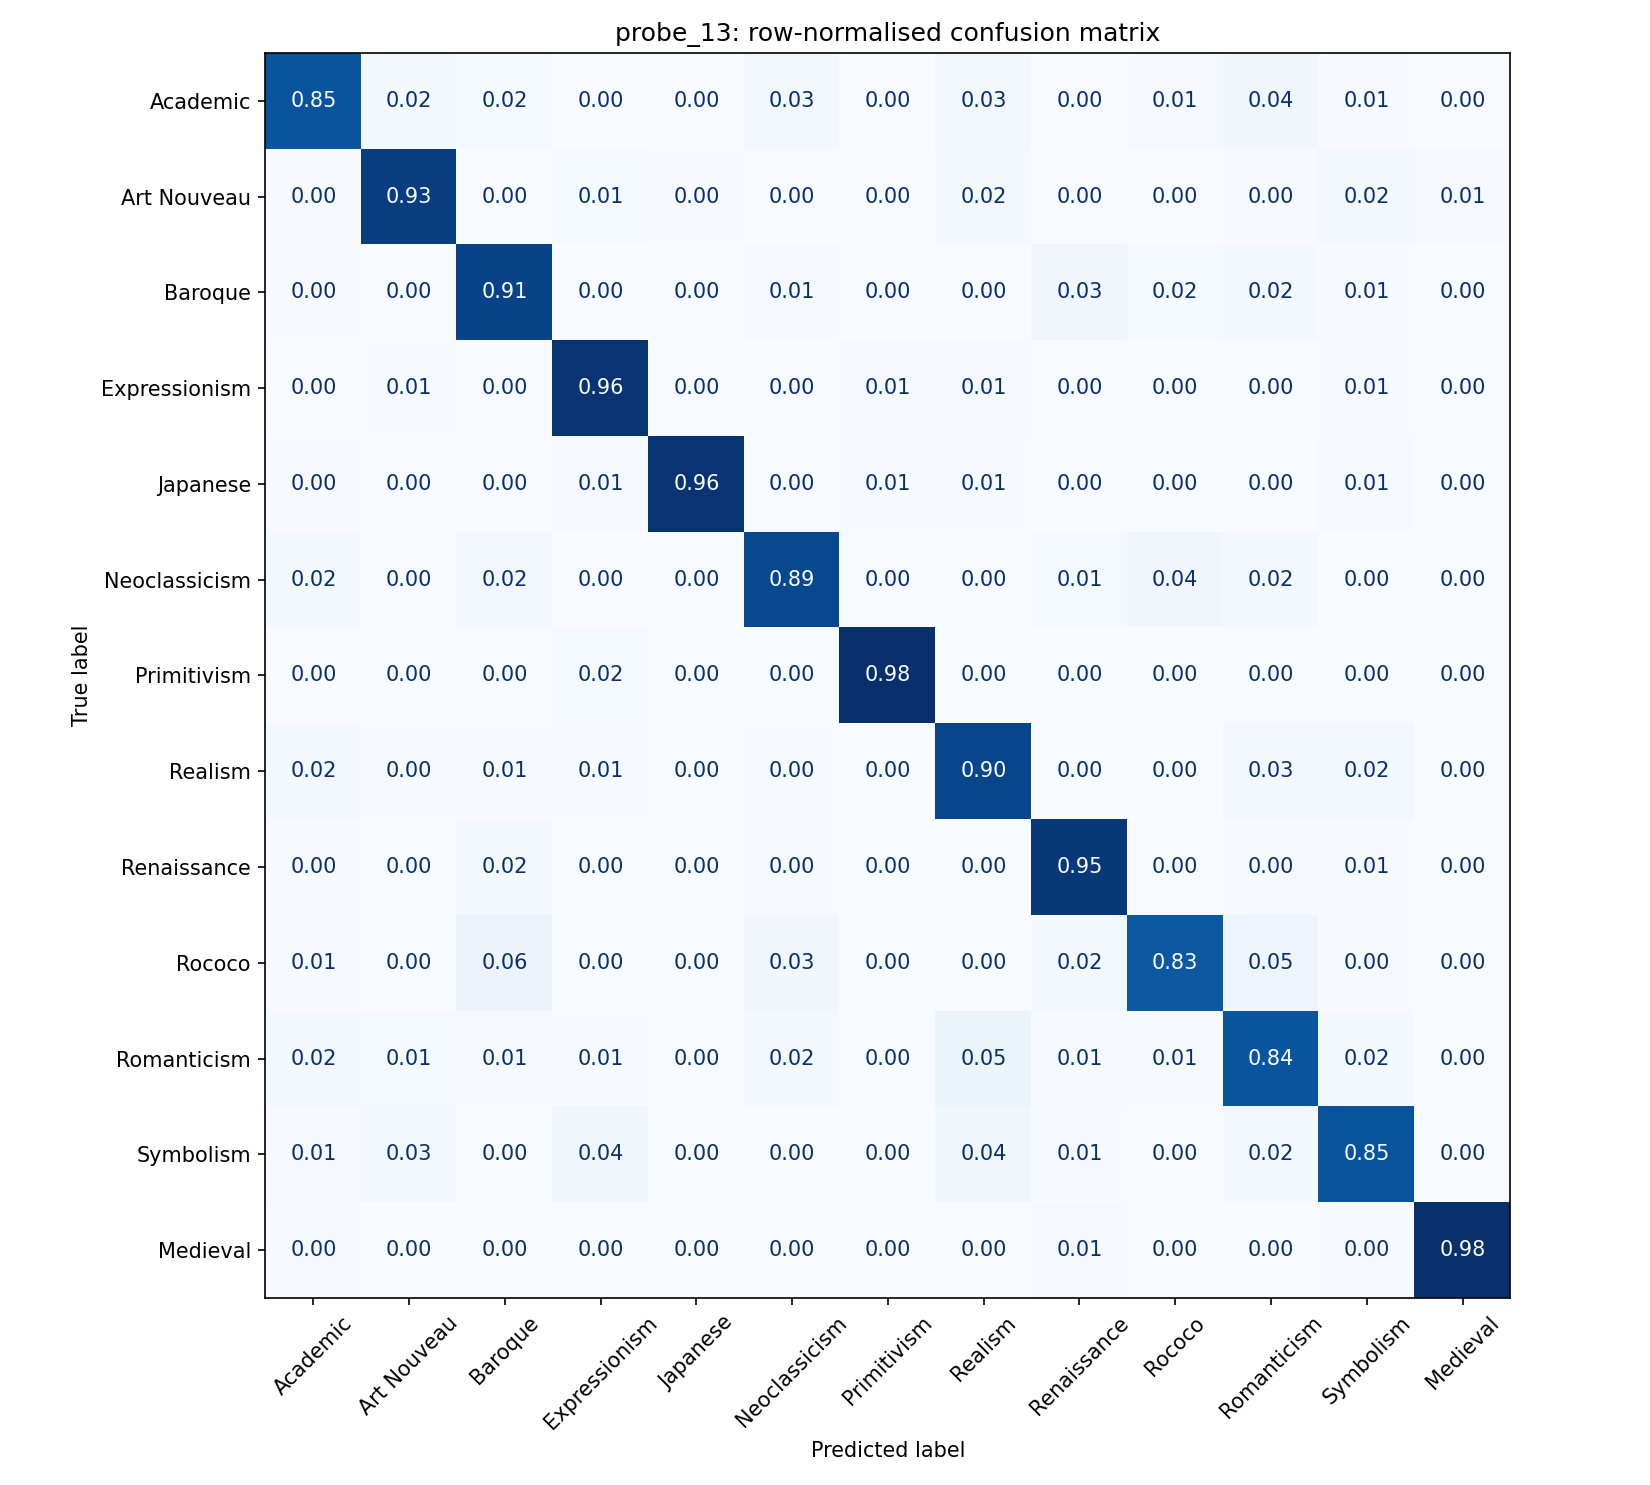 probe_13: row-normalised confusion matrix
True label
Academic 0.85 0.02 0.02 0.00 0.00 0.03 0.00 0.03 0.00 0.01 0.04 0.01 0.00
Art Nouveau 0.00 0.93 0.00 0.01 0.00 0.00 0.00 0.02 0.00 0.00 0.00 0.02 0.01
Baroque 0.00 0.00 0.91 0.00 0.00 0.01 0.00 0.00 0.03 0.02 0.02 0.01 0.00
Expressionism 0.00 0.01 0.00 0.96 0.00 0.00 0.01 0.01 0.00 0.00 0.00 0.01 0.00
Japanese 0.00 0.00 0.00 0.01 0.96 0.00 0.01 0.01 0.00 0.00 0.00 0.01 0.00
Neoclassicism 0.02 0.00 0.02 0.00 0.00 0.89 0.00 0.00 0.01 0.04 0.02 0.00 0.00
Primitivism 0.00 0.00 0.00 0.02 0.00 0.00 0.98 0.00 0.00 0.00 0.00 0.00 0.00
Realism 0.02 0.00 0.01 0.01 0.00 0.00 0.00 0.90 0.00 0.00 0.03 0.02 0.00
Renaissance 0.00 0.00 0.02 0.00 0.00 0.00 0.00 0.00 0.95 0.00 0.00 0.01 0.00
Rococo 0.01 0.00 0.06 0.00 0.00 0.03 0.00 0.00 0.02 0.83 0.05 0.00 0.00
Romanticism 0.02 0.01 0.01 0.01 0.00 0.02 0.00 0.05 0.01 0.01 0.84 0.02 0.00
Symbolism 0.01 0.03 0.00 0.04 0.00 0.00 0.00 0.04 0.01 0.00 0.02 0.85 0.00
Medieval 0.00 0.00 0.00 0.00 0.00 0.00 0.00 0.00 0.01 0.00 0.00 0.00 0.98
Academic Art Nouveau Baroque Expressionism Japanese Neoclassicism Primitivism Realism Renaissance Rococo Romanticism Symbolism Medieval
Predicted label